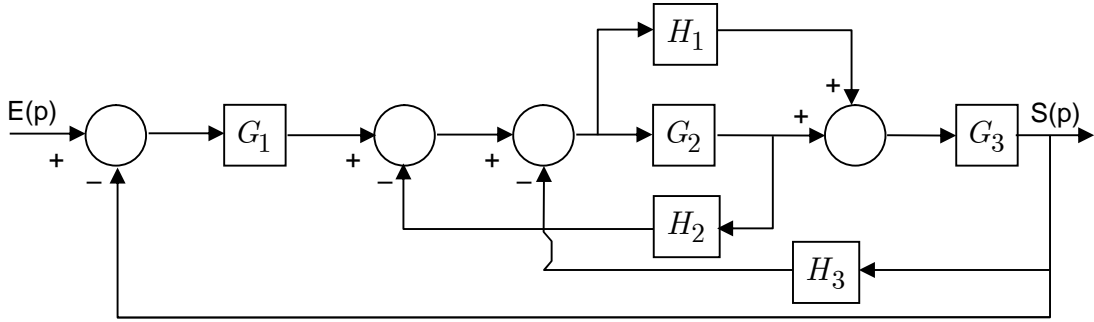 H₁
E(p)
+
G₁
+
+
G₂
+
+
G₃
S(p)
−
−
−
H₂
H₃